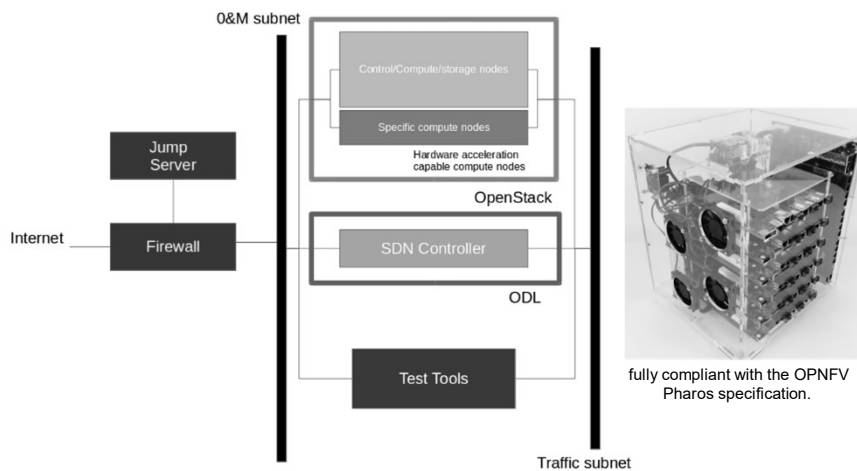 0&M subnet
Control/Compute/storage nodes
Specific compute nodes
Hardware acceleration
capable compute nodes
OpenStack
Jump
Server
Internet
Firewall
SDN Controller
ODL
Test Tools
Traffic subnet
fully compliant with the OPNFV
Pharos specification.